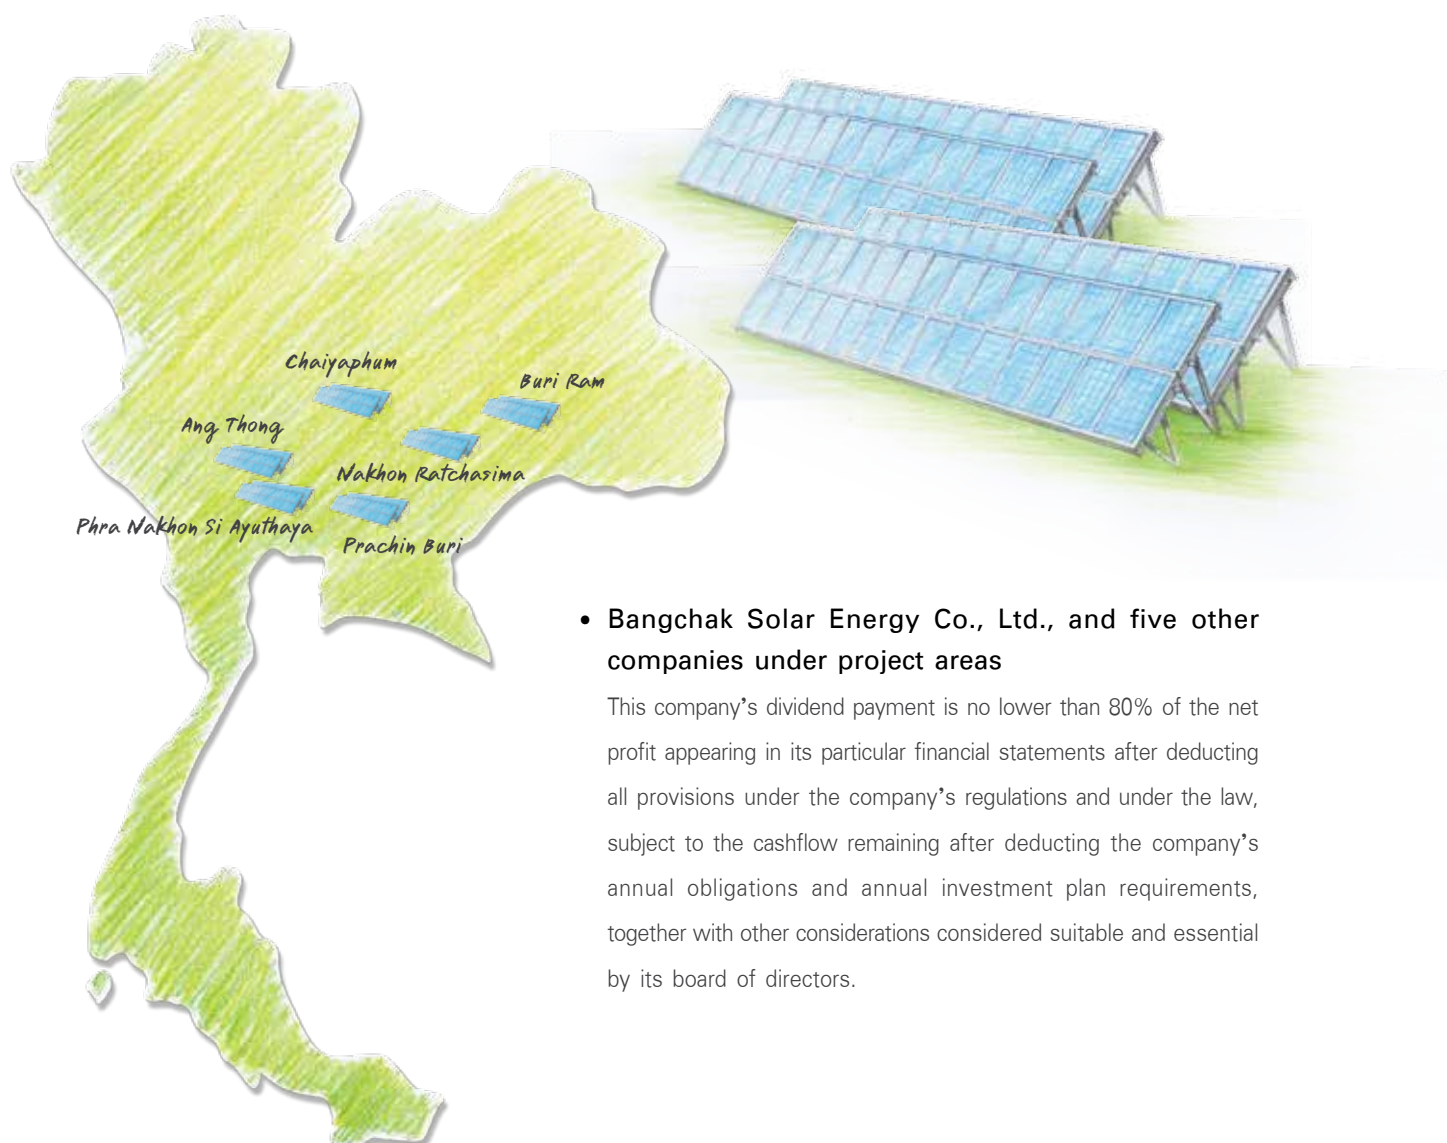 Chaiyaphum
Buri Ram
Ang Thong
Nakhon Ratchasima
Phra Nakhon Si Ayuthaya
Prachin Buri
• Bangchak Solar Energy Co., Ltd., and five other
companies under project areas
This company's dividend payment is no lower than 80% of the net
profit appearing in its particular financial statements after deducting
all provisions under the company's regulations and under the law,
subject to the cashflow remaining after deducting the company's
annual obligations and annual investment plan requirements,
together with other considerations considered suitable and essential
by its board of directors.